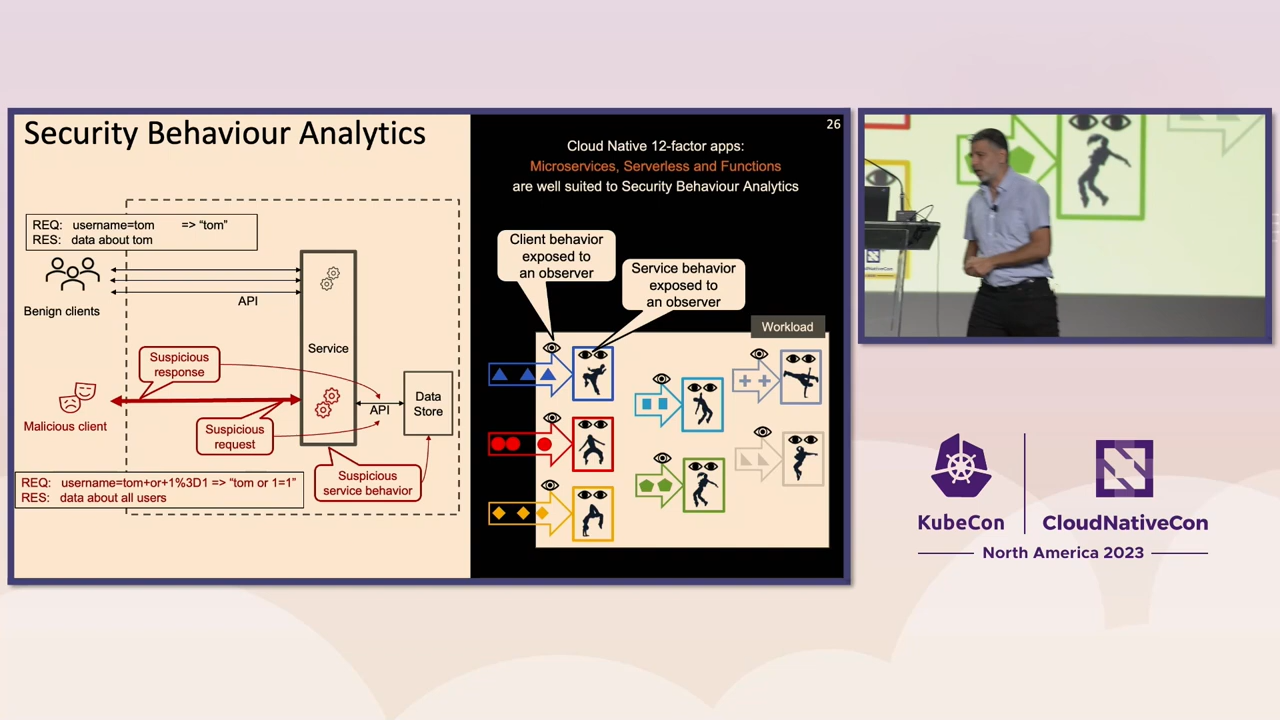 Security Behaviour Analytics
REQ: username=tom => “tom”
RES: data about tom
Benign clients
API
Service
Suspicious
response
Malicious client
Suspicious
request
API
Data
Store
Suspicious
service behavior
REQ: username=tom+or+1%3D1 => “tom or 1=1”
RES: data about all users
26
Cloud Native 12-factor apps:
Microservices, Serverless and Functions
are well suited to Security Behaviour Analytics
Client behavior
exposed to
an observer
Service behavior
exposed to
an observer
Workload
KubeCon
CloudNativeCon
North America 2023